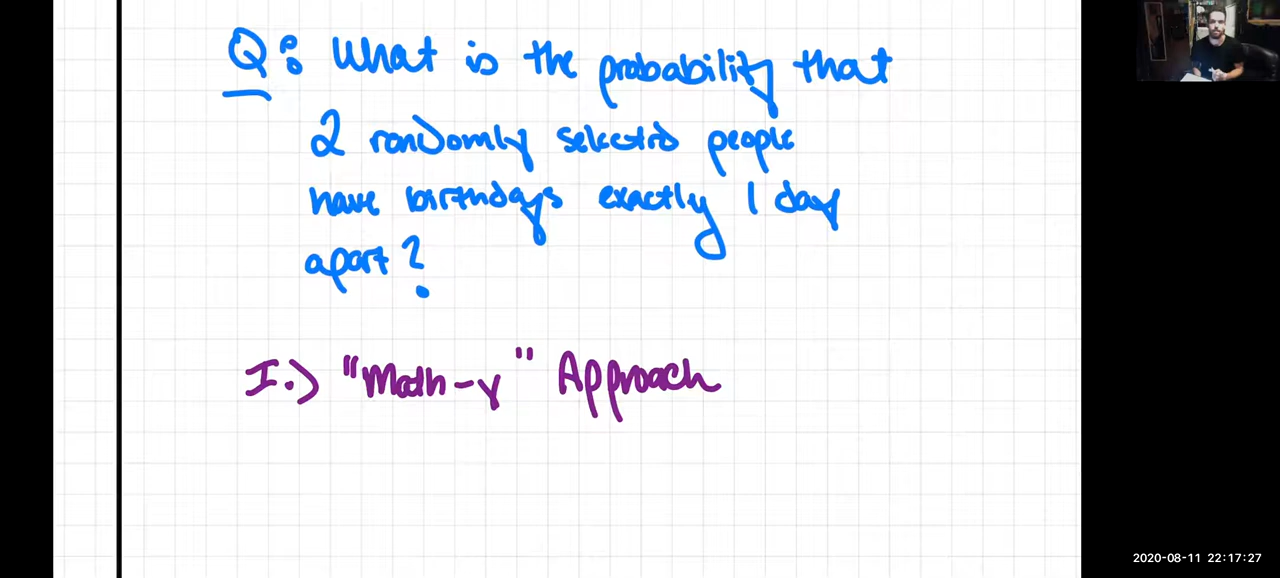 Q: What is the probability that
2 randomly selected people
have birthdays exactly 1 day
apart?
I.) "Math-y" Approach
2020-08-11 22:17:27